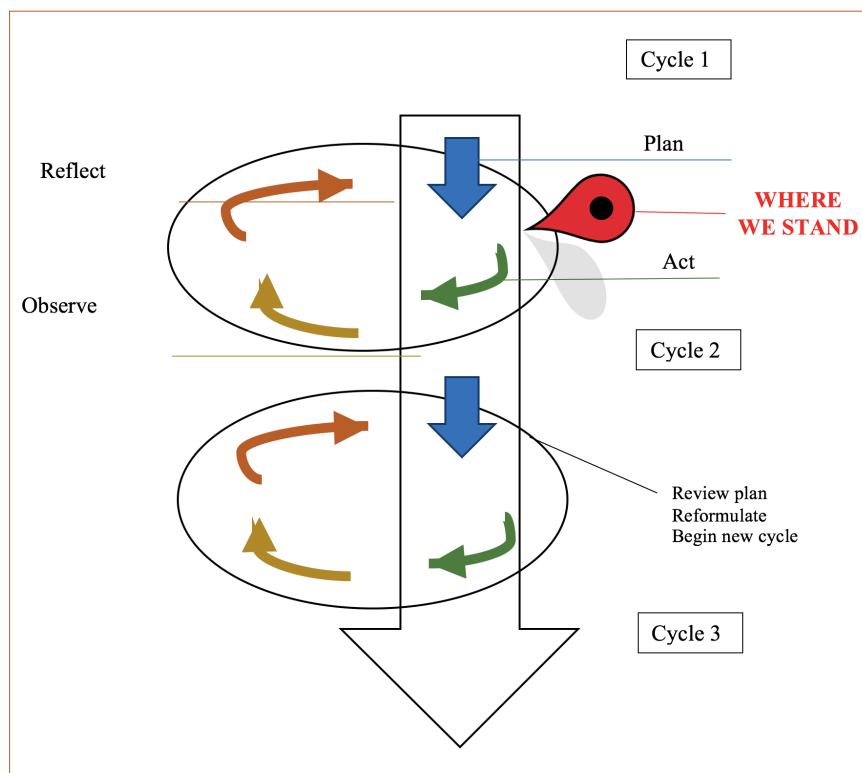 Cycle 1
Plan
Reflect
WHERE
WE STAND
Act
Observe
Cycle 2
Review plan
Reformulate
Begin new cycle
Cycle 3